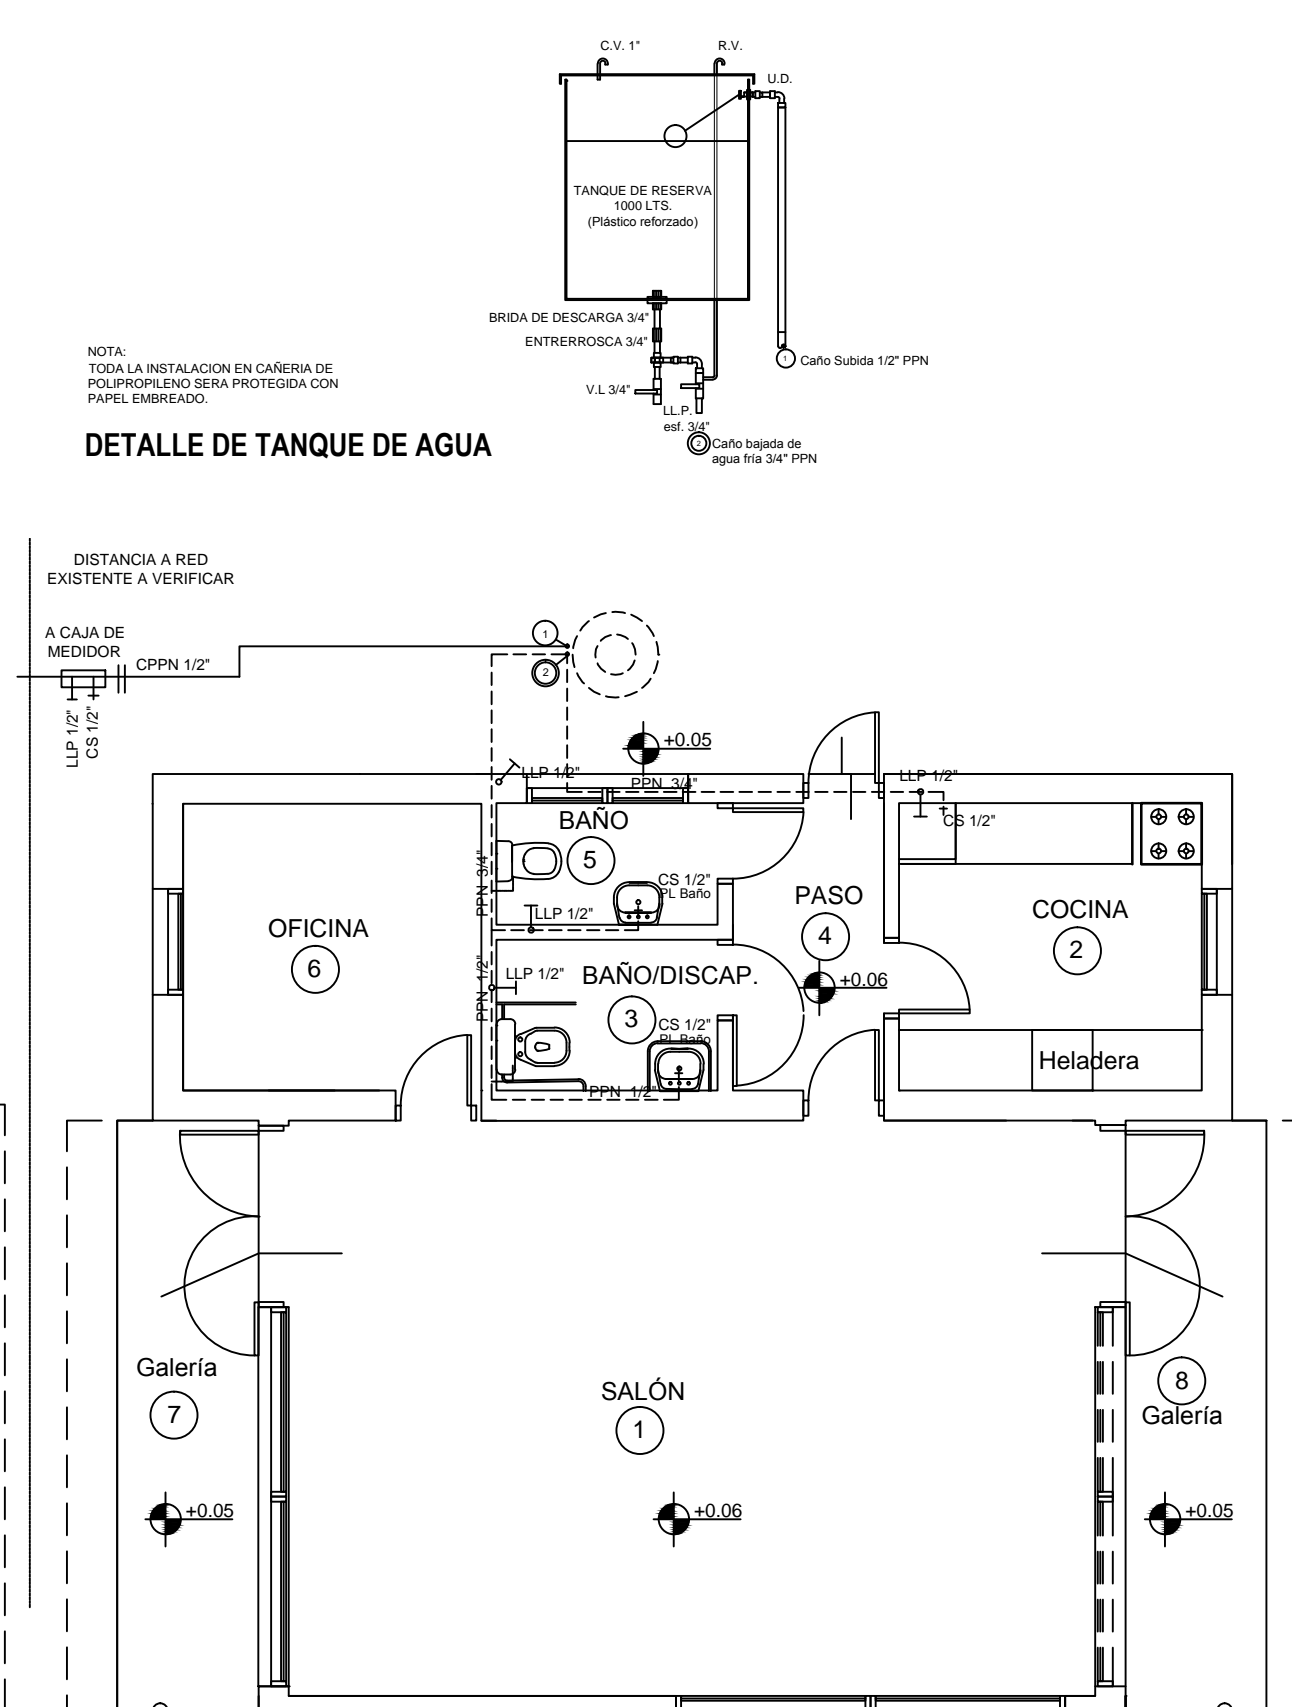 C.V. 1"
R.V.
U.D.
TANQUE DE RESERVA
1000 LTS.
(Plástico reforzado)
BRIDA DE DESCARGA 3/4"
ENTRERROSCA 3/4"
V.L 3/4"
LL.P.
esf. 3/4"
1
Caño Subida 1/2" PPN
2
Caño bajada de
agua fría 3/4" PPN
NOTA:
TODA LA INSTALACION EN CAÑERIA DE
POLIPROPILENO SERA PROTEGIDA CON
PAPEL EMBREADO.
DETALLE DE TANQUE DE AGUA
DISTANCIA A RED
EXISTENTE A VERIFICAR
A CAJA DE
MEDIDOR
CPPN 1/2"
LLP 1/2"
CS 1/2"
1
2
+0.05
LLP 1/2"
PPN 3/4"
LLP 1/2"
CS 1/2"
BAÑO
5
PPN 3/4"
CS 1/2"
PL Baño
LLP 1/2"
PASO
4
+0.06
COCINA
2
OFICINA
6
PPN 1/2"
LLP 1/2"
BAÑO/DISCAP.
3
CS 1/2"
PL Baño
PPN 1/2"
Heladera
Galería
7
+0.05
SALÓN
1
+0.06
8
Galería
+0.05